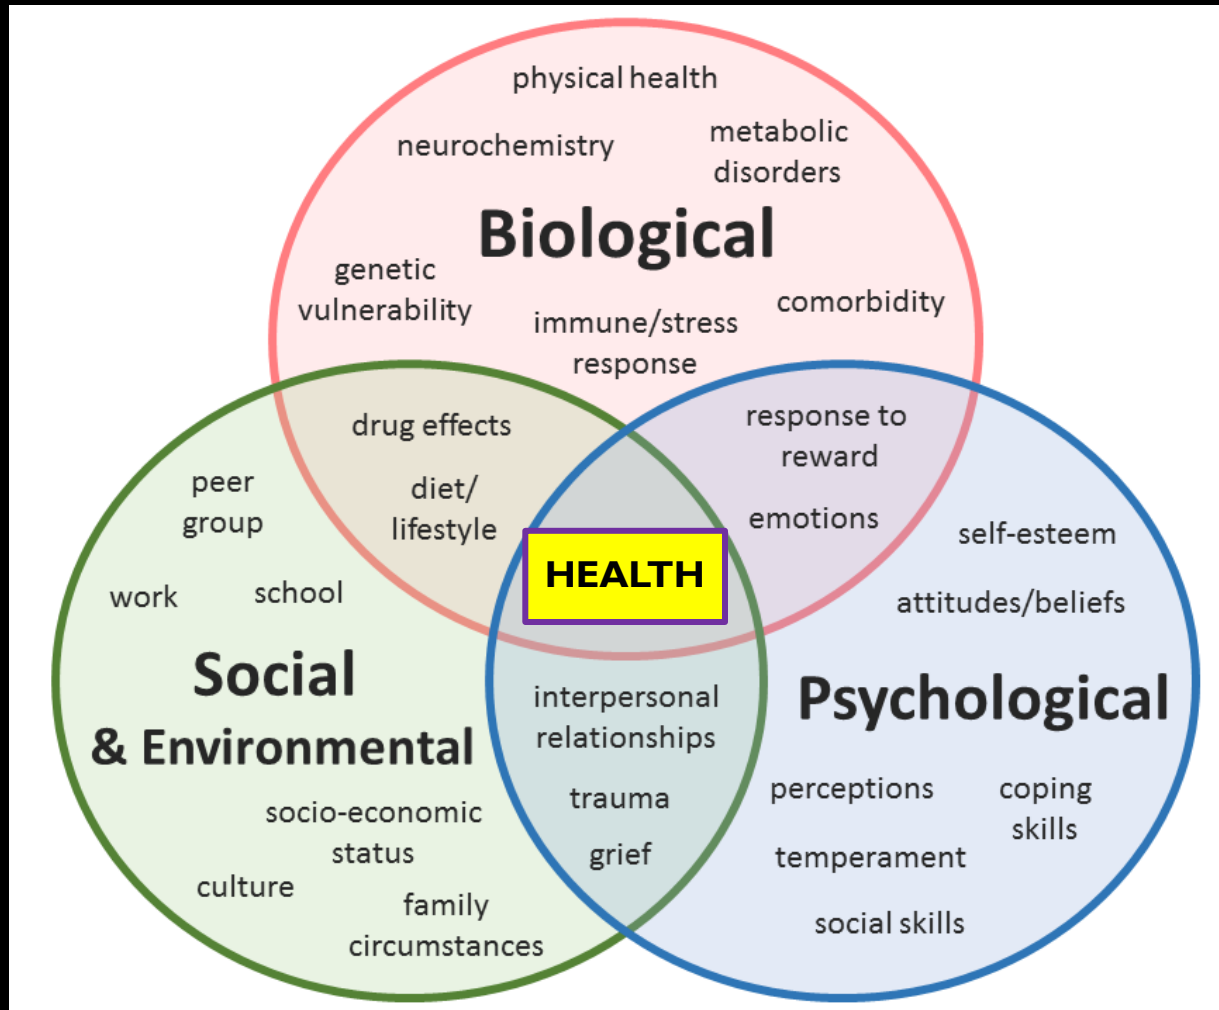 physical health
neurochemistry
metabolic
disorders
Biological
genetic
vulnerability
comorbidity
immune/stress
response
drug effects
diet/
lifestyle
response to
reward
emotions
HEALTH
peer
group
work
school
Social
& Environmental
socio-economic
status
culture
family
circumstances
interpersonal
relationships
trauma
grief
self-esteem
attitudes/beliefs
Psychological
perceptions
coping
skills
temperament
social skills